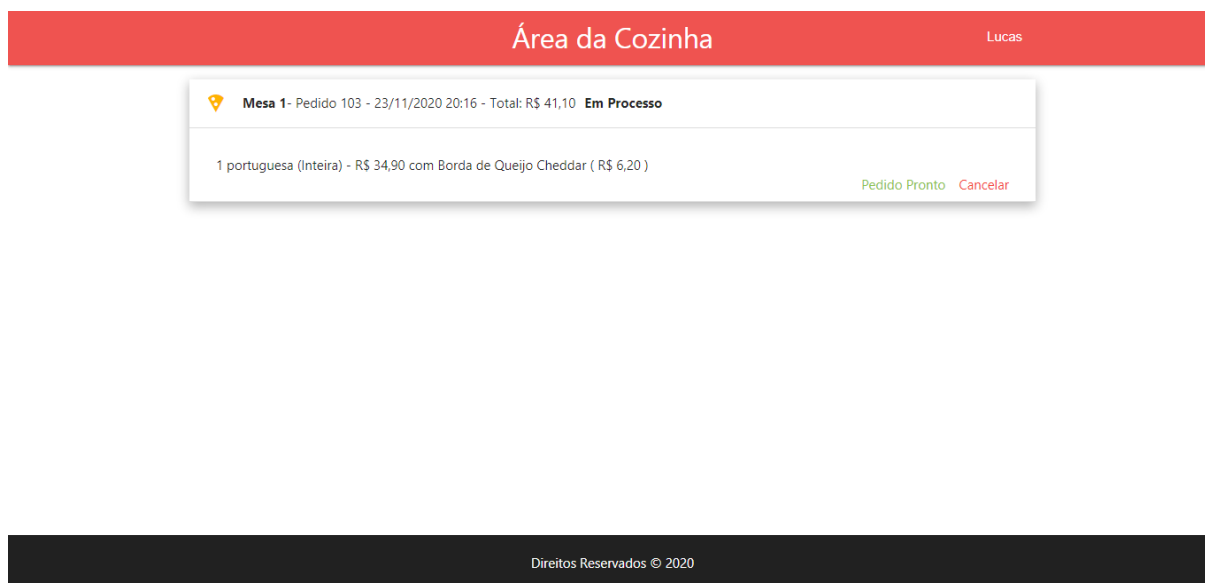 Área da Cozinha
Lucas
Mesa 1- Pedido 103 - 23/11/2020 20:16 - Total: R$ 41,10 Em Processo
1 portuguesa (Inteira) - R$ 34,90 com Borda de Queijo Cheddar ( R$ 6,20 )
Pedido Pronto Cancelar
Direitos Reservados © 2020